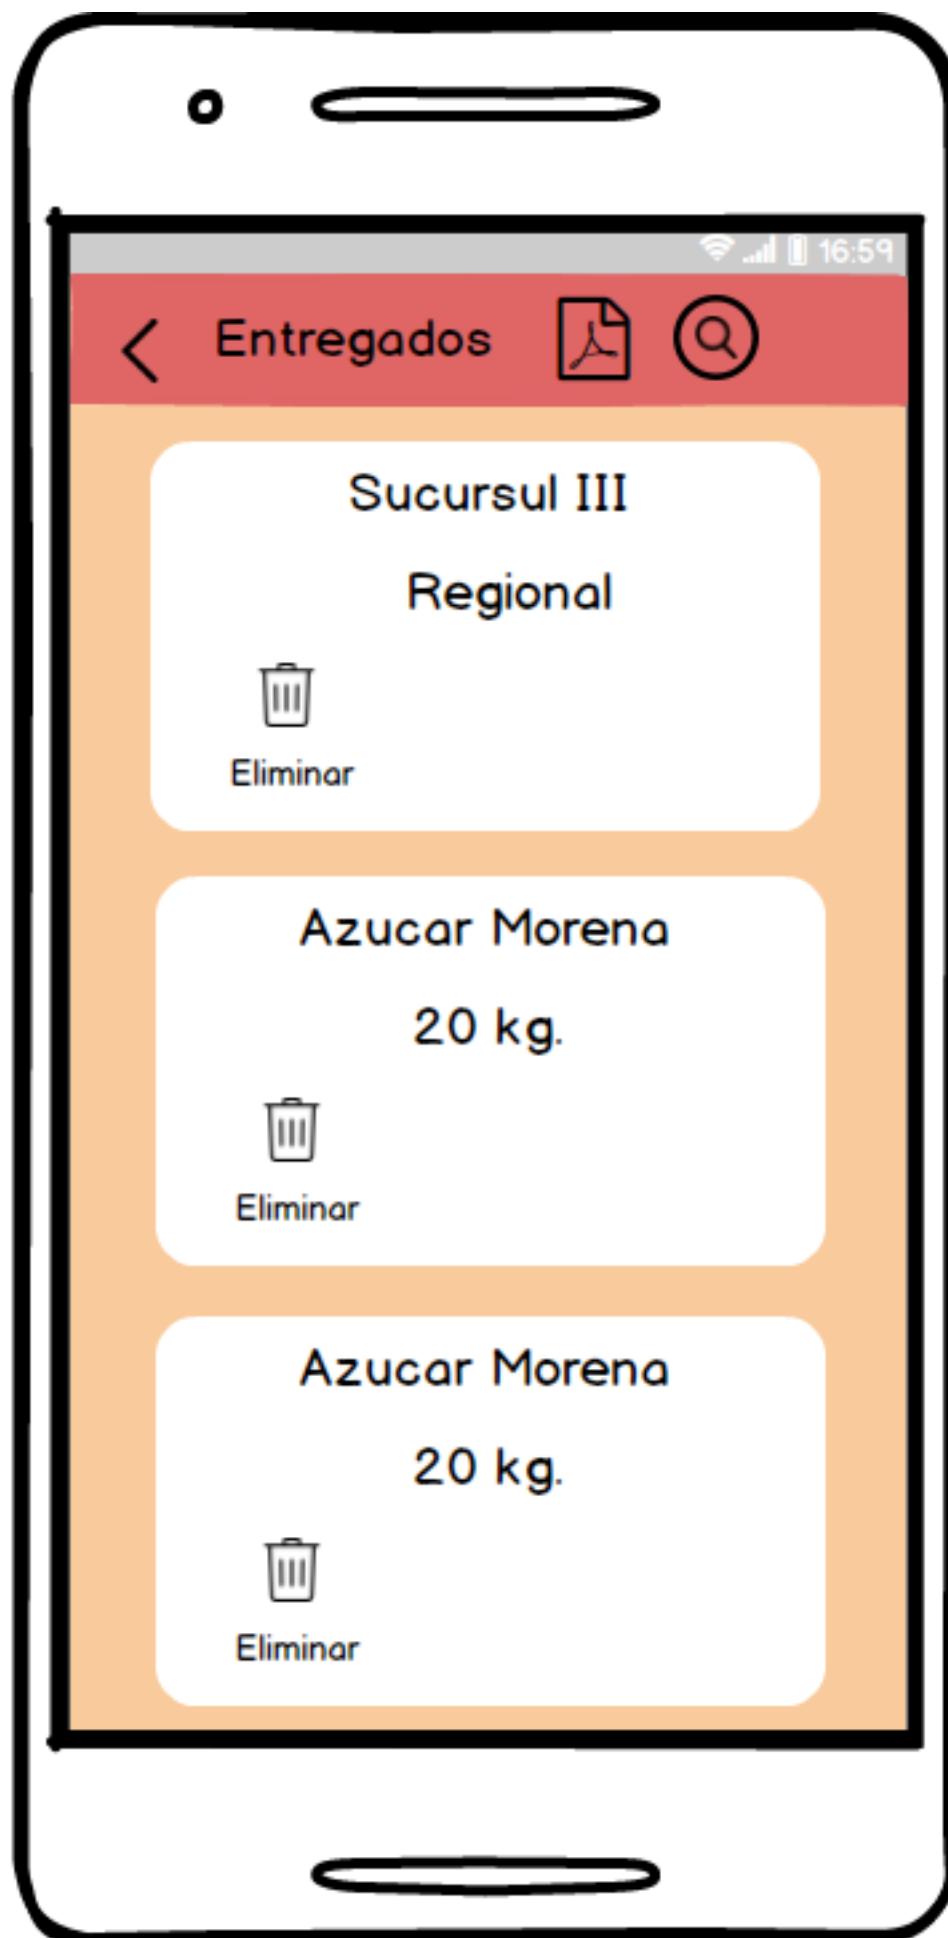 16:59
Entregados
Sucursul III
Regional
Eliminar
Azucar Morena
20 kg.
Eliminar
Azucar Morena
20 kg.
Eliminar